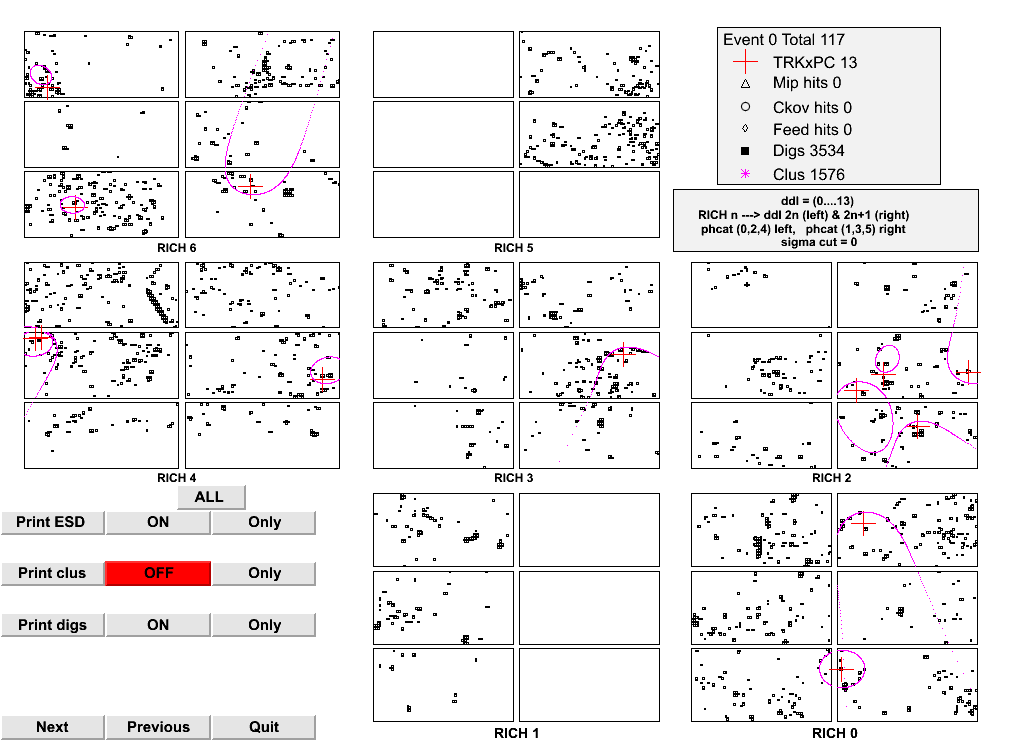 Event 0 Total 117
TRKxPC 13
Mip hits 0
Ckov hits 0
Feed hits 0
Digs 3534
Clus 1576
ddl = (0....13)
RICH n ---> ddl 2n (left) & 2n+1 (right)
phcat (0,2,4) left, phcat (1,3,5) right
sigma cut = 0
RICH 6
RICH 5
RICH 4
RICH 3
RICH 2
ALL
Print ESD ON Only
Print clus OFF Only
Print digs ON Only
Next Previous Quit
RICH 1
RICH 0